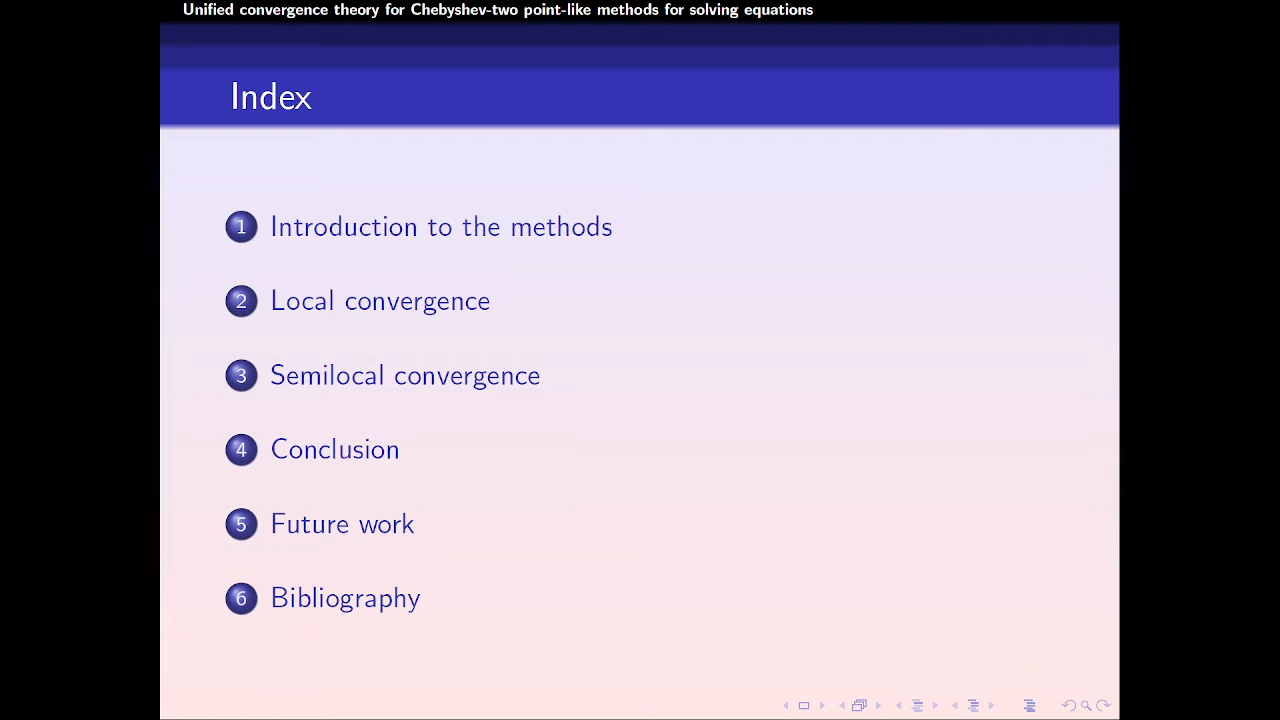 Unified convergence theory for Chebyshev-two point-like methods for solving equations
Index
1 Introduction to the methods
2 Local convergence
3 Semilocal convergence
4 Conclusion
5 Future work
6 Bibliography